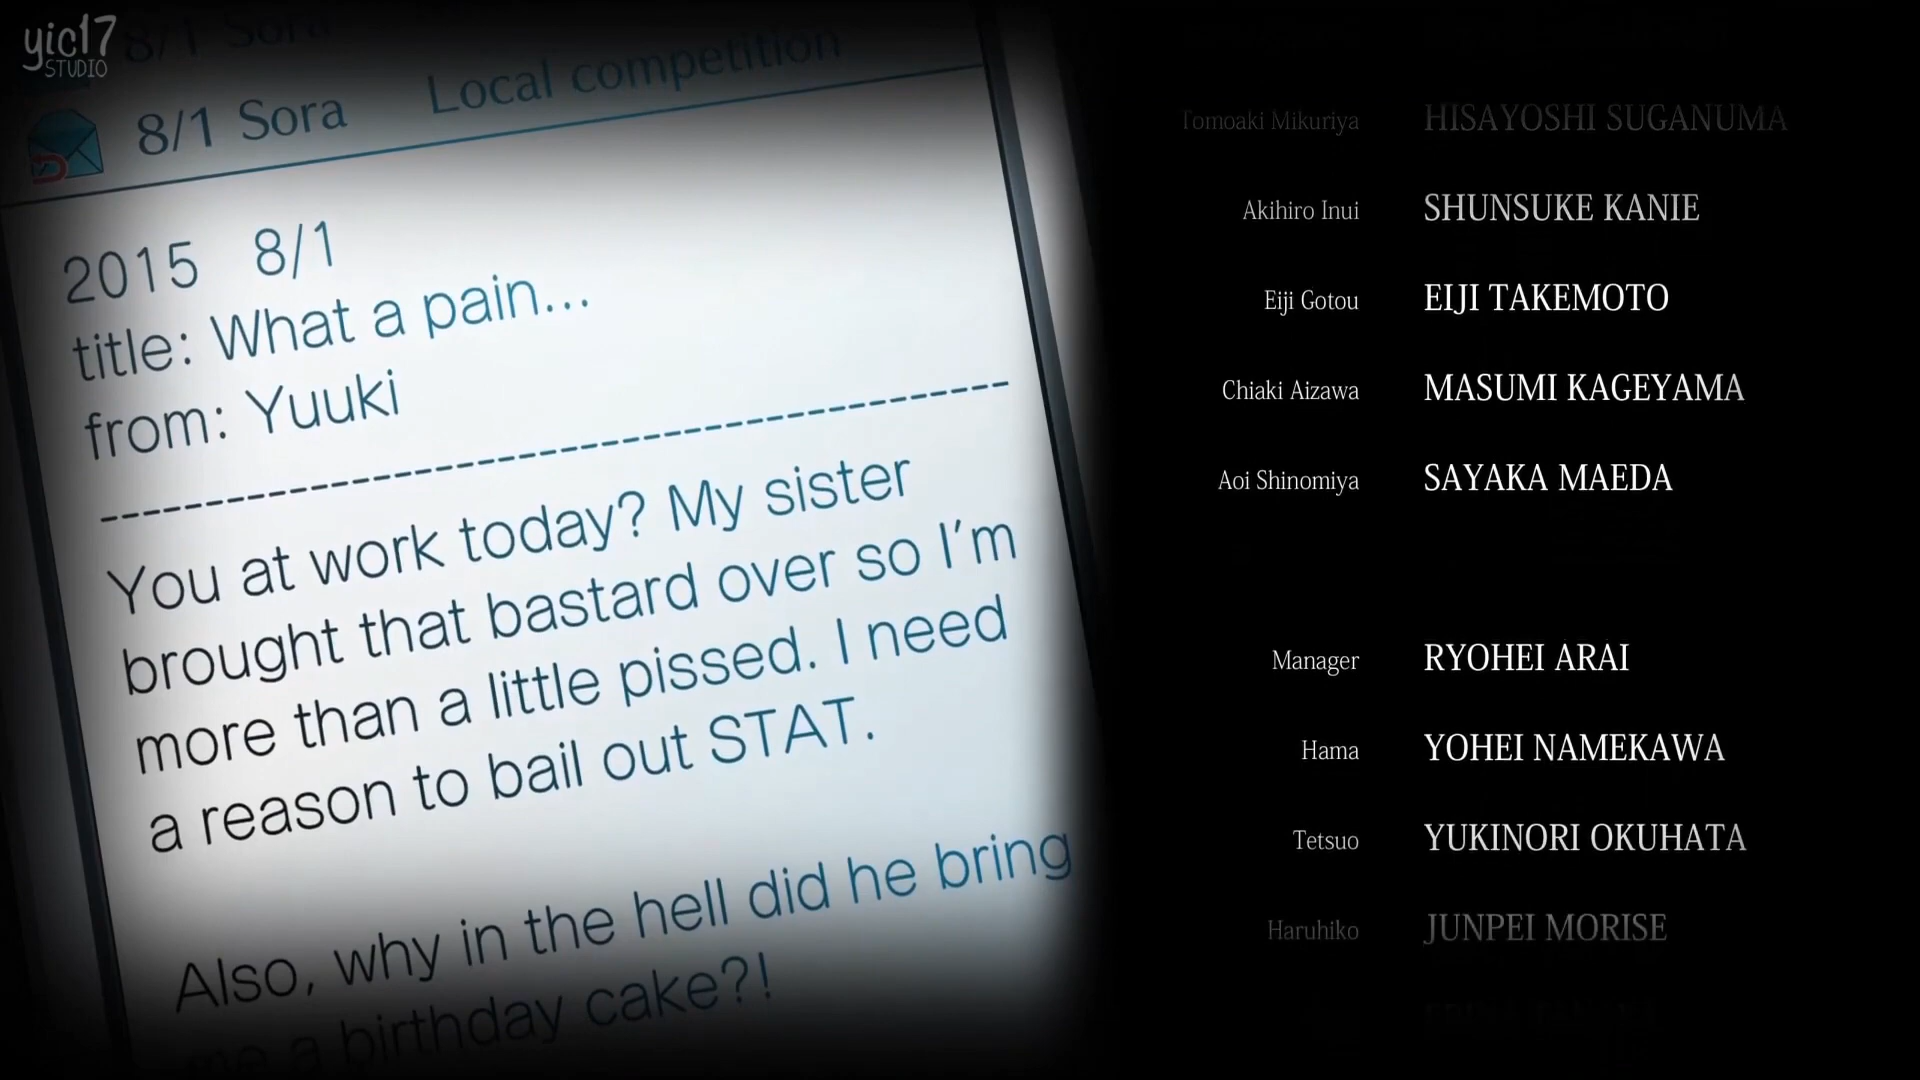 yic17
STUDIO
8/1 Sora
8/1 Sora Local competition
2015 8/1
title: What a pain...
from: Yuuki
--------------------------------------------------
You at work today? My sister
brought that bastard over so I'm
more than a little pissed. I need
a reason to bail out STAT.
Also, why in the hell did he bring
me a birthday cake?!
Tomoaki Mikuriya HISAYOSHI SUGANUMA
Akihiro Inui SHUNSUKE KANIE
Eiji Gotou EIJI TAKEMOTO
Chiaki Aizawa MASUMI KAGEYAMA
Aoi Shinomiya SAYAKA MAEDA
Manager RYOHEI ARAI
Hama YOHEI NAMEKAWA
Tetsuo YUKINORI OKUHATA
Haruhiko JUNPEI MORISE